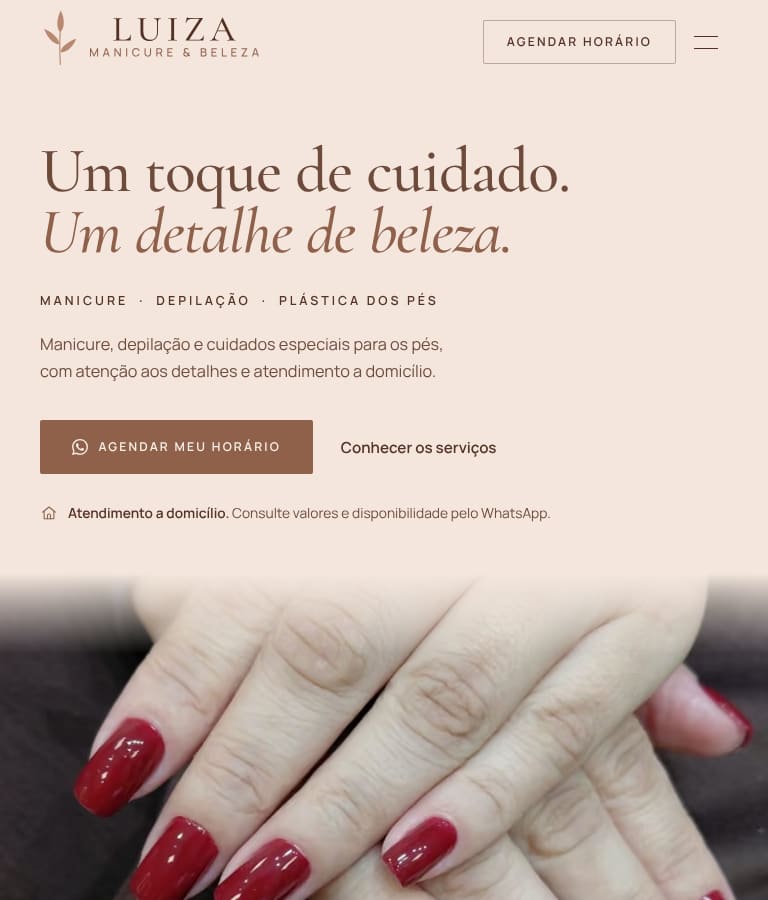 LUIZA
MANICURE & BELEZA
AGENDAR HORÁRIO
Um toque de cuidado.
Um detalhe de beleza.
MANICURE · DEPILAÇÃO · PLÁSTICA DOS PÉS
Manicure, depilação e cuidados especiais para os pés,
com atenção aos detalhes e atendimento a domicílio.
AGENDAR MEU HORÁRIO
Conhecer os serviços
Atendimento a domicílio. Consulte valores e disponibilidade pelo WhatsApp.